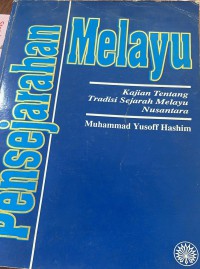 Pensejarahan
Melayu
Kajian Tentang
Tradisi Sejarah Melayu
Nusantara
Muhammad Yusoff Hashim